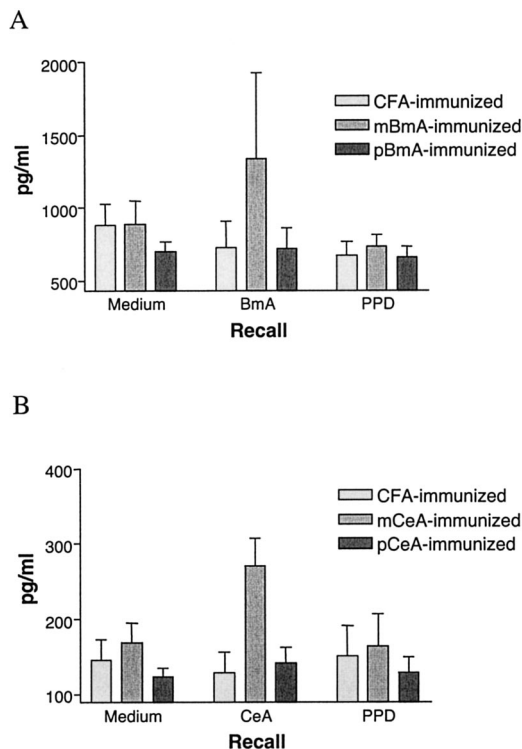 A
2000
1500
1000
500
pg/ml
CFA-immunized
mBmA-immunized
pBmA-immunized
Medium BmA PPD
Recall
B
400
300
200
100
pg/ml
CFA-immunized
mCeA-immunized
pCeA-immunized
Medium CeA PPD
Recall